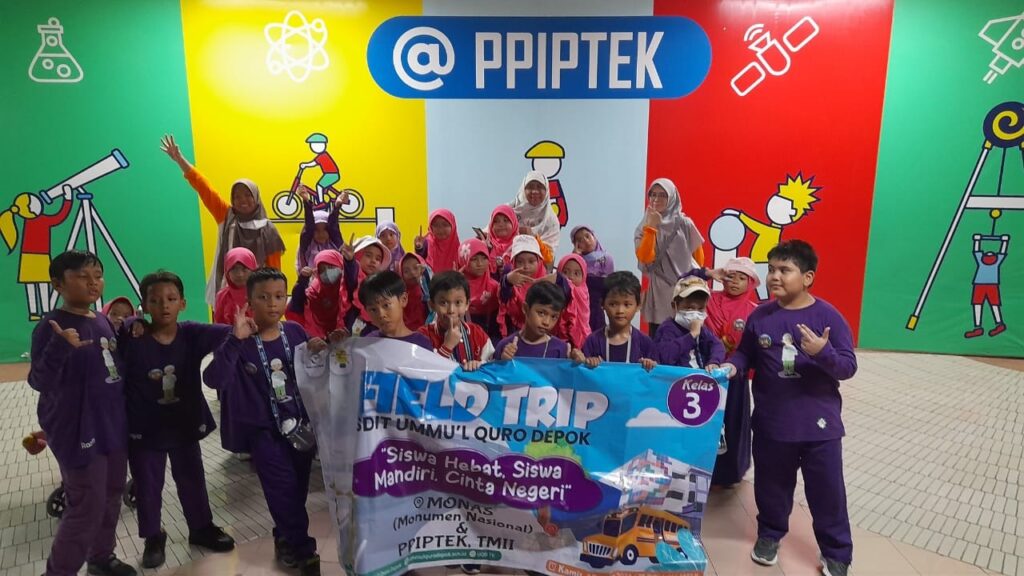 @ PPIPTEK
FIELD TRIP
SDIT UMMU'L QURO DEPOK
Kelas
3
"Siswa Hebat, Siswa
Mandiri, Cinta Negeri"
@ MONAS
(Monumen Nasional)
&
PPIPTEK, TMII